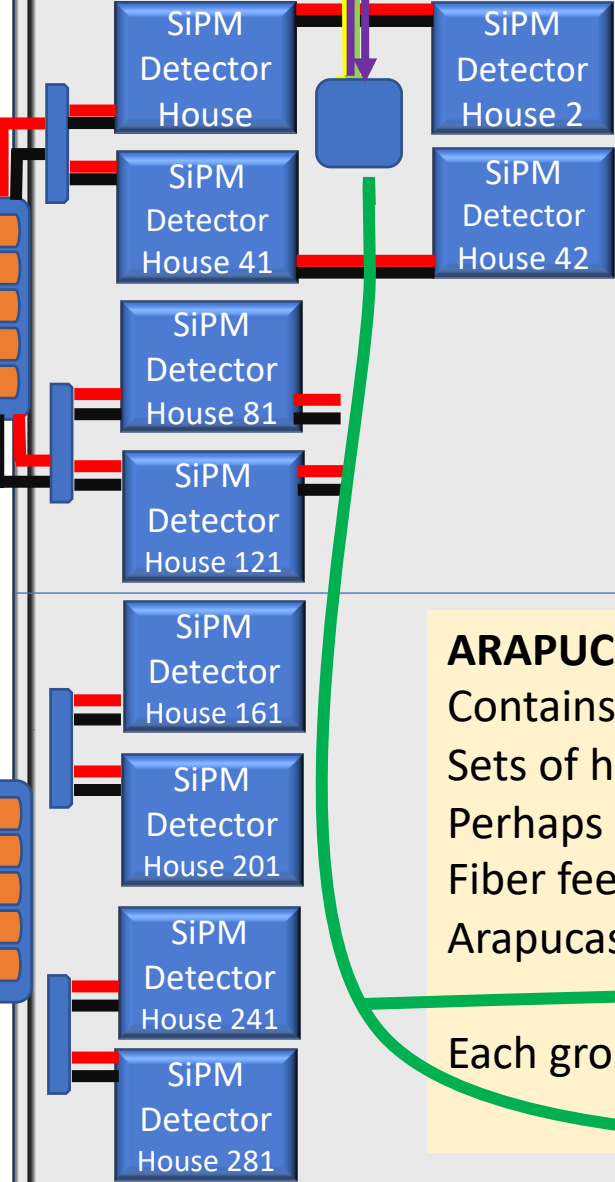 SiPM
Detector
House
SiPM
Detector
House 2
SiPM
Detector
House 41
SiPM
Detector
House 42
SiPM
Detector
House 81
SiPM
Detector
House 121
SiPM
Detector
House 161
SiPM
Detector
House 201
SiPM
Detector
House 241
SiPM
Detector
House 281
ARAPUC
Contains
Sets of h
Perhaps
Fiber fee
Arapucas
Each gro